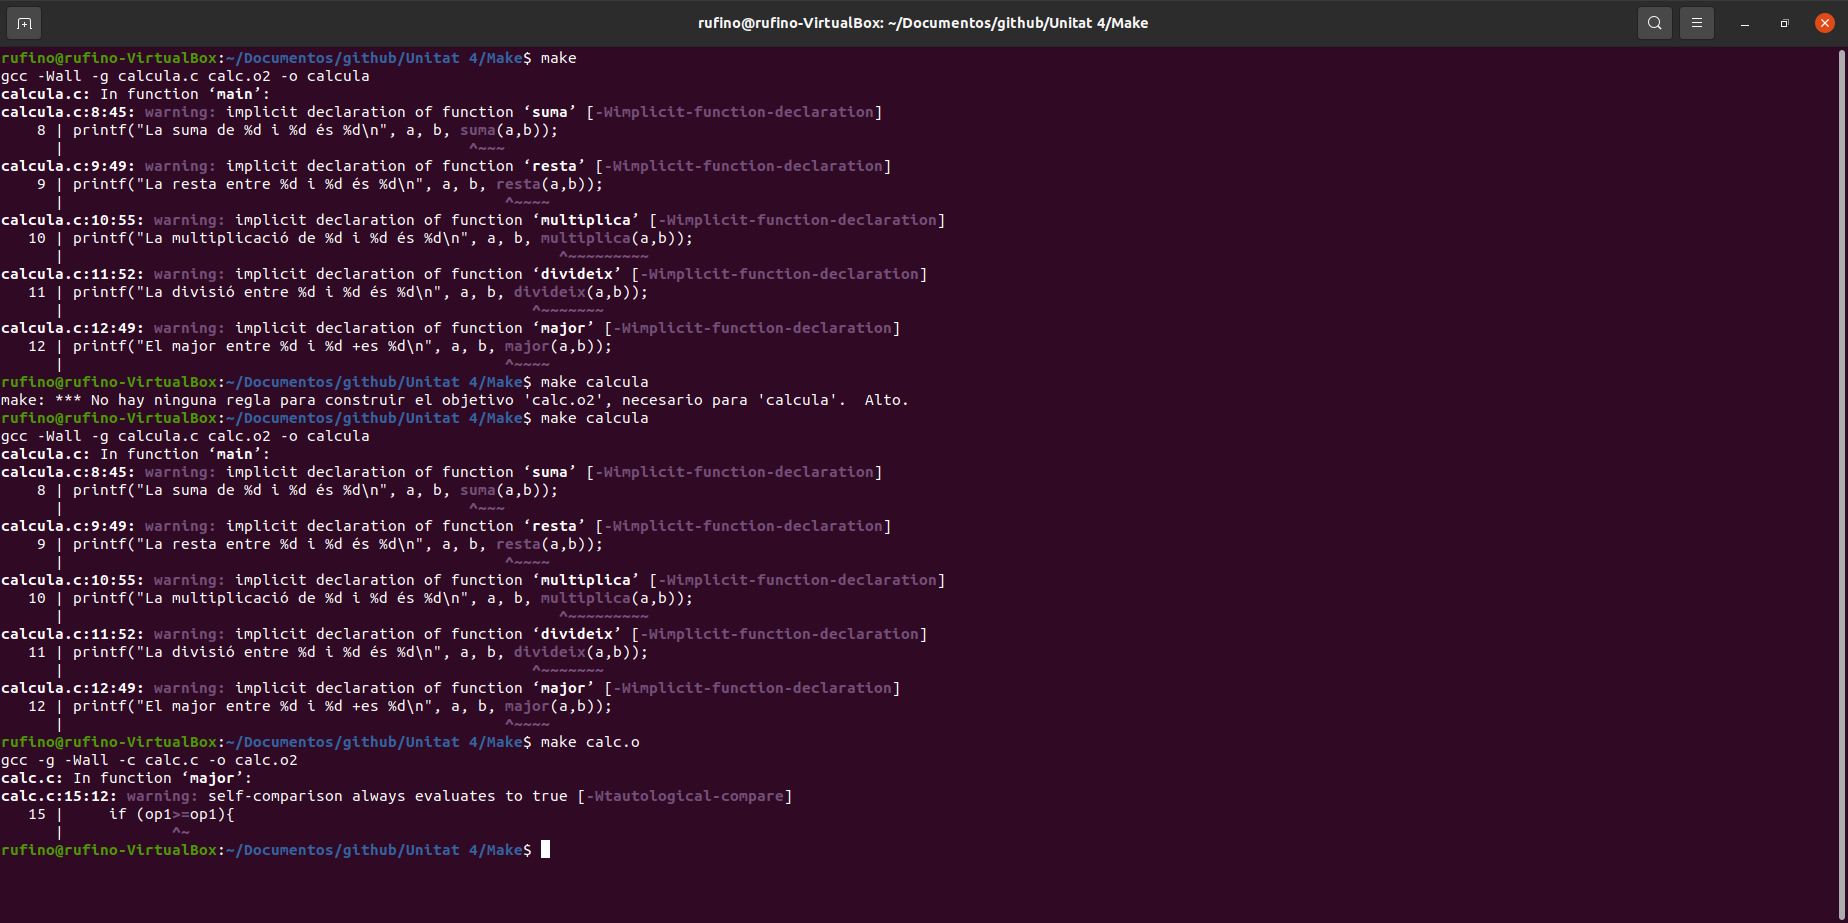 rufino@rufino-VirtualBox: ~/Documentos/github/Unitat 4/Make
rufino@rufino-VirtualBox:~/Documentos/github/Unitat 4/Make$ make
gcc -Wall -g calcula.c calc.o2 -o calcula
calcula.c: In function ‘main’:
calcula.c:8:45: warning: implicit declaration of function ‘suma’ [-Wimplicit-function-declaration]
    8 | printf("La suma de %d i %d és %d\n", a, b, suma(a,b));
      |                                             ^~~~
calcula.c:9:49: warning: implicit declaration of function ‘resta’ [-Wimplicit-function-declaration]
    9 | printf("La resta entre %d i %d és %d\n", a, b, resta(a,b));
      |                                                 ^~~~~
calcula.c:10:55: warning: implicit declaration of function ‘multiplica’ [-Wimplicit-function-declaration]
   10 | printf("La multiplicació de %d i %d és %d\n", a, b, multiplica(a,b));
      |                                                       ^~~~~~~~~~
calcula.c:11:52: warning: implicit declaration of function ‘divideix’ [-Wimplicit-function-declaration]
   11 | printf("La divisió entre %d i %d és %d\n", a, b, divideix(a,b));
      |                                                    ^~~~~~~~
calcula.c:12:49: warning: implicit declaration of function ‘major’ [-Wimplicit-function-declaration]
   12 | printf("El major entre %d i %d +es %d\n", a, b, major(a,b));
      |                                                 ^~~~~
rufino@rufino-VirtualBox:~/Documentos/github/Unitat 4/Make$ make calcula
make: *** No hay ninguna regla para construir el objetivo 'calc.o2', necesario para 'calcula'.  Alto.
rufino@rufino-VirtualBox:~/Documentos/github/Unitat 4/Make$ make calcula
gcc -Wall -g calcula.c calc.o2 -o calcula
calcula.c: In function ‘main’:
calcula.c:8:45: warning: implicit declaration of function ‘suma’ [-Wimplicit-function-declaration]
    8 | printf("La suma de %d i %d és %d\n", a, b, suma(a,b));
      |                                             ^~~~
calcula.c:9:49: warning: implicit declaration of function ‘resta’ [-Wimplicit-function-declaration]
    9 | printf("La resta entre %d i %d és %d\n", a, b, resta(a,b));
      |                                                 ^~~~~
calcula.c:10:55: warning: implicit declaration of function ‘multiplica’ [-Wimplicit-function-declaration]
   10 | printf("La multiplicació de %d i %d és %d\n", a, b, multiplica(a,b));
      |                                                       ^~~~~~~~~~
calcula.c:11:52: warning: implicit declaration of function ‘divideix’ [-Wimplicit-function-declaration]
   11 | printf("La divisió entre %d i %d és %d\n", a, b, divideix(a,b));
      |                                                    ^~~~~~~~
calcula.c:12:49: warning: implicit declaration of function ‘major’ [-Wimplicit-function-declaration]
   12 | printf("El major entre %d i %d +es %d\n", a, b, major(a,b));
      |                                                 ^~~~~
rufino@rufino-VirtualBox:~/Documentos/github/Unitat 4/Make$ make calc.o
gcc -g -Wall -c calc.c -o calc.o2
calc.c: In function ‘major’:
calc.c:15:12: warning: self-comparison always evaluates to true [-Wtautological-compare]
   15 |     if (op1>=op1){
      |            ^~
rufino@rufino-VirtualBox:~/Documentos/github/Unitat 4/Make$